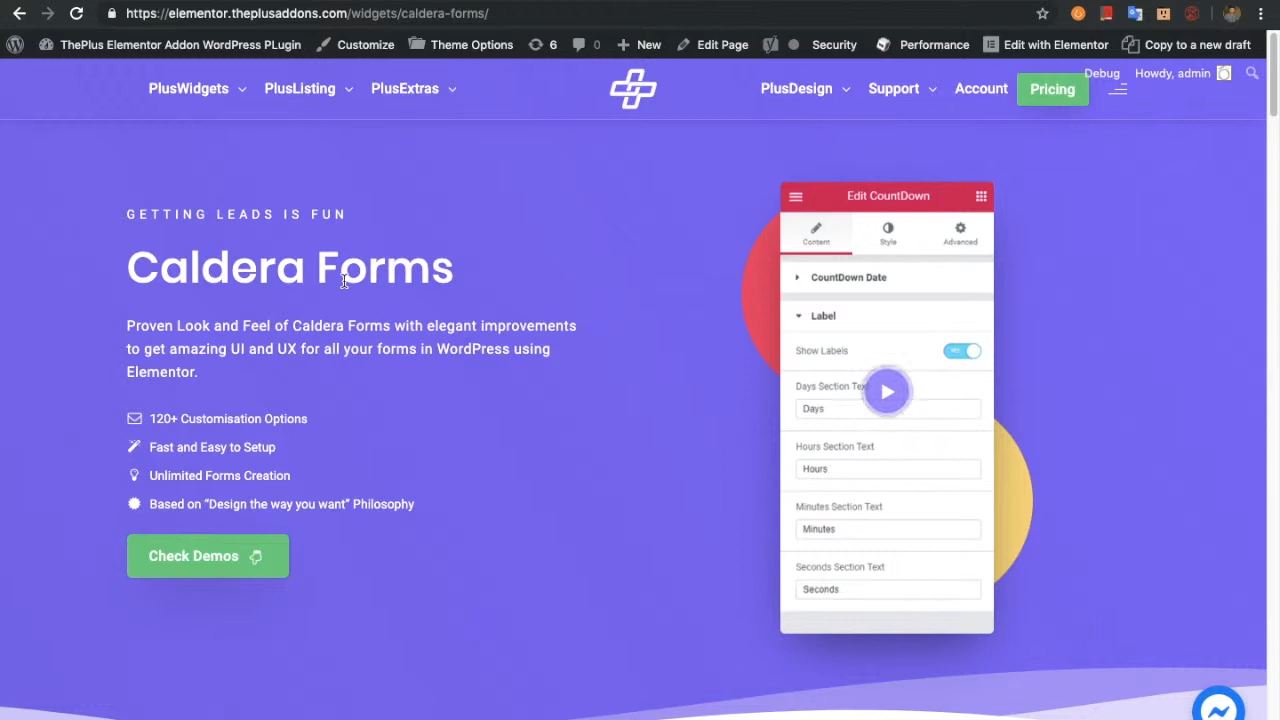 https://elementor.theplusaddons.com/widgets/caldera-forms/
ThePlus Elementor Addon WordPress PLugin Customize Theme Options 6 0 New Edit Page Security Performance Edit with Elementor Copy to a new draft
Debug Howdy, admin
PlusWidgets PlusListing PlusExtras PlusDesign Support Account Pricing
GETTING LEADS IS FUN
Caldera Forms
Proven Look and Feel of Caldera Forms with elegant improvements
to get amazing UI and UX for all your forms in WordPress using
Elementor.
120+ Customisation Options
Fast and Easy to Setup
Unlimited Forms Creation
Based on “Design the way you want” Philosophy
Check Demos
Edit CountDown
Content Style Advanced
CountDown Date
Label
Show Labels
Days Section Text
Days
Hours Section Text
Hours
Minutes Section Text
Minutes
Seconds Section Text
Seconds